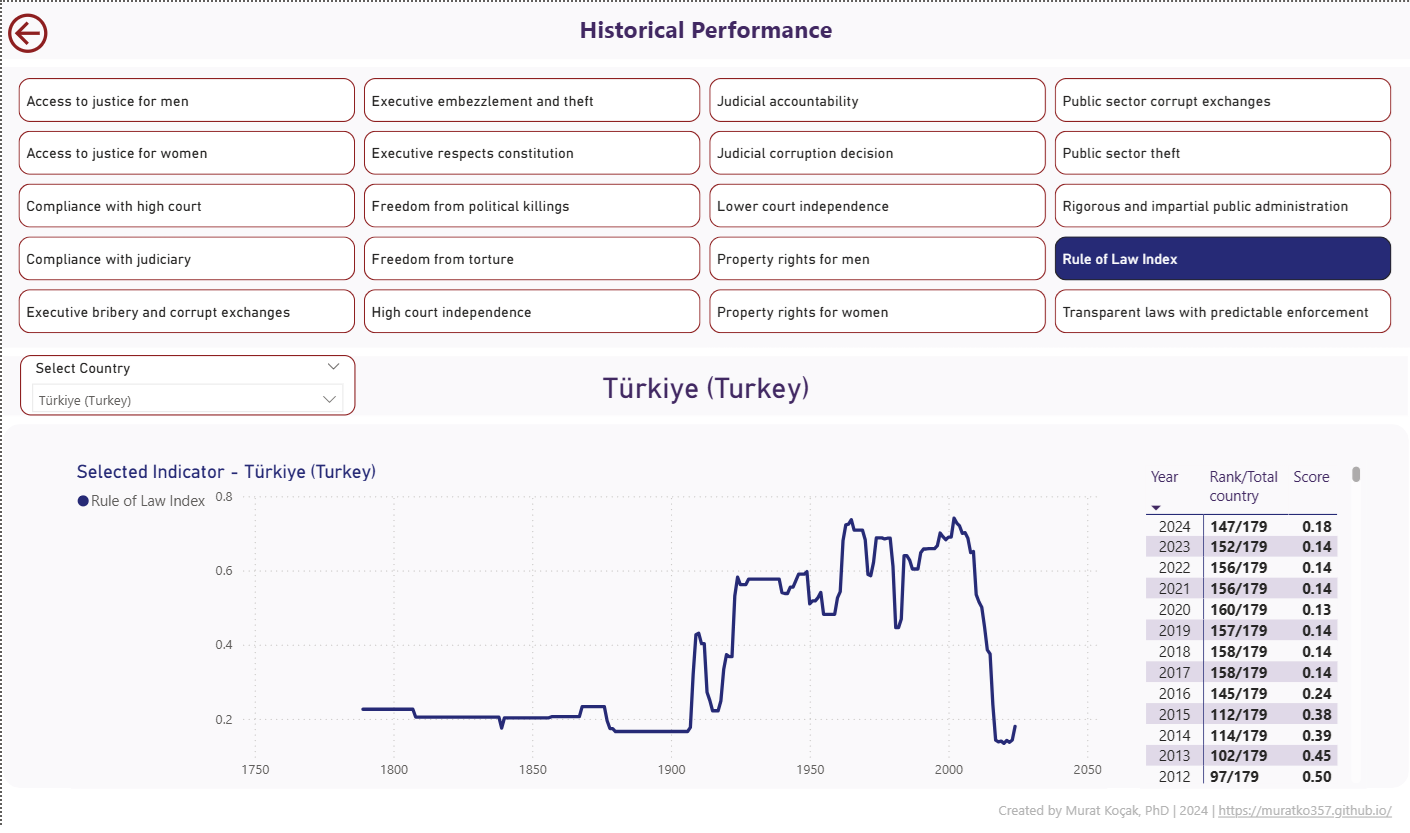 Historical Performance
Access to justice for men
Executive embezzlement and theft
Judicial accountability
Public sector corrupt exchanges
Access to justice for women
Executive respects constitution
Judicial corruption decision
Public sector theft
Compliance with high court
Freedom from political killings
Lower court independence
Rigorous and impartial public administration
Compliance with judiciary
Freedom from torture
Property rights for men
Rule of Law Index
Executive bribery and corrupt exchanges
High court independence
Property rights for women
Transparent laws with predictable enforcement
Select Country
Türkiye (Turkey)
Türkiye (Turkey)
Selected Indicator - Türkiye (Turkey)
Rule of Law Index
0.8
0.6
0.4
0.2
1750 1800 1850 1900 1950 2000 2050
Year Rank/Total country Score
2024 147/179 0.18
2023 152/179 0.14
2022 156/179 0.14
2021 156/179 0.14
2020 160/179 0.13
2019 157/179 0.14
2018 158/179 0.14
2017 158/179 0.14
2016 145/179 0.24
2015 112/179 0.38
2014 114/179 0.39
2013 102/179 0.45
2012 97/179 0.50
Created by Murat Koçak, PhD | 2024 | https://muratko357.github.io/